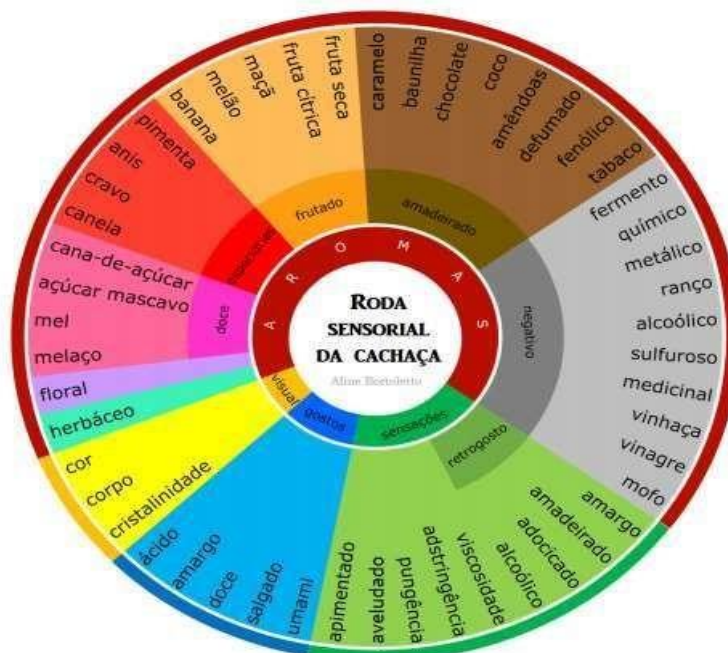 RODA
SENSORIAL
DA CACHAÇA
Aline Bortoletto
AROMAS
amadeirado
caramelo
baunilha
chocolate
coco
amêndoas
defumado
fenólico
tabaco
negativo
fermento
químico
metálico
ranço
alcoólico
sulfuroso
medicinal
vinhaça
vinagre
mofo
sensações
retrogosto
amargo
amadeirado
adocicado
alcoólico
viscosidade
adstringência
pungência
aveludado
apimentado
gostos
umami
salgado
doce
amargo
ácido
visual
cristalinidade
corpo
cor
herbáceo
floral
doce
melaço
mel
açúcar mascavo
cana-de-açúcar
canela
cravo
anis
pimenta
frutado
banana
melão
maçã
fruta cítrica
fruta seca